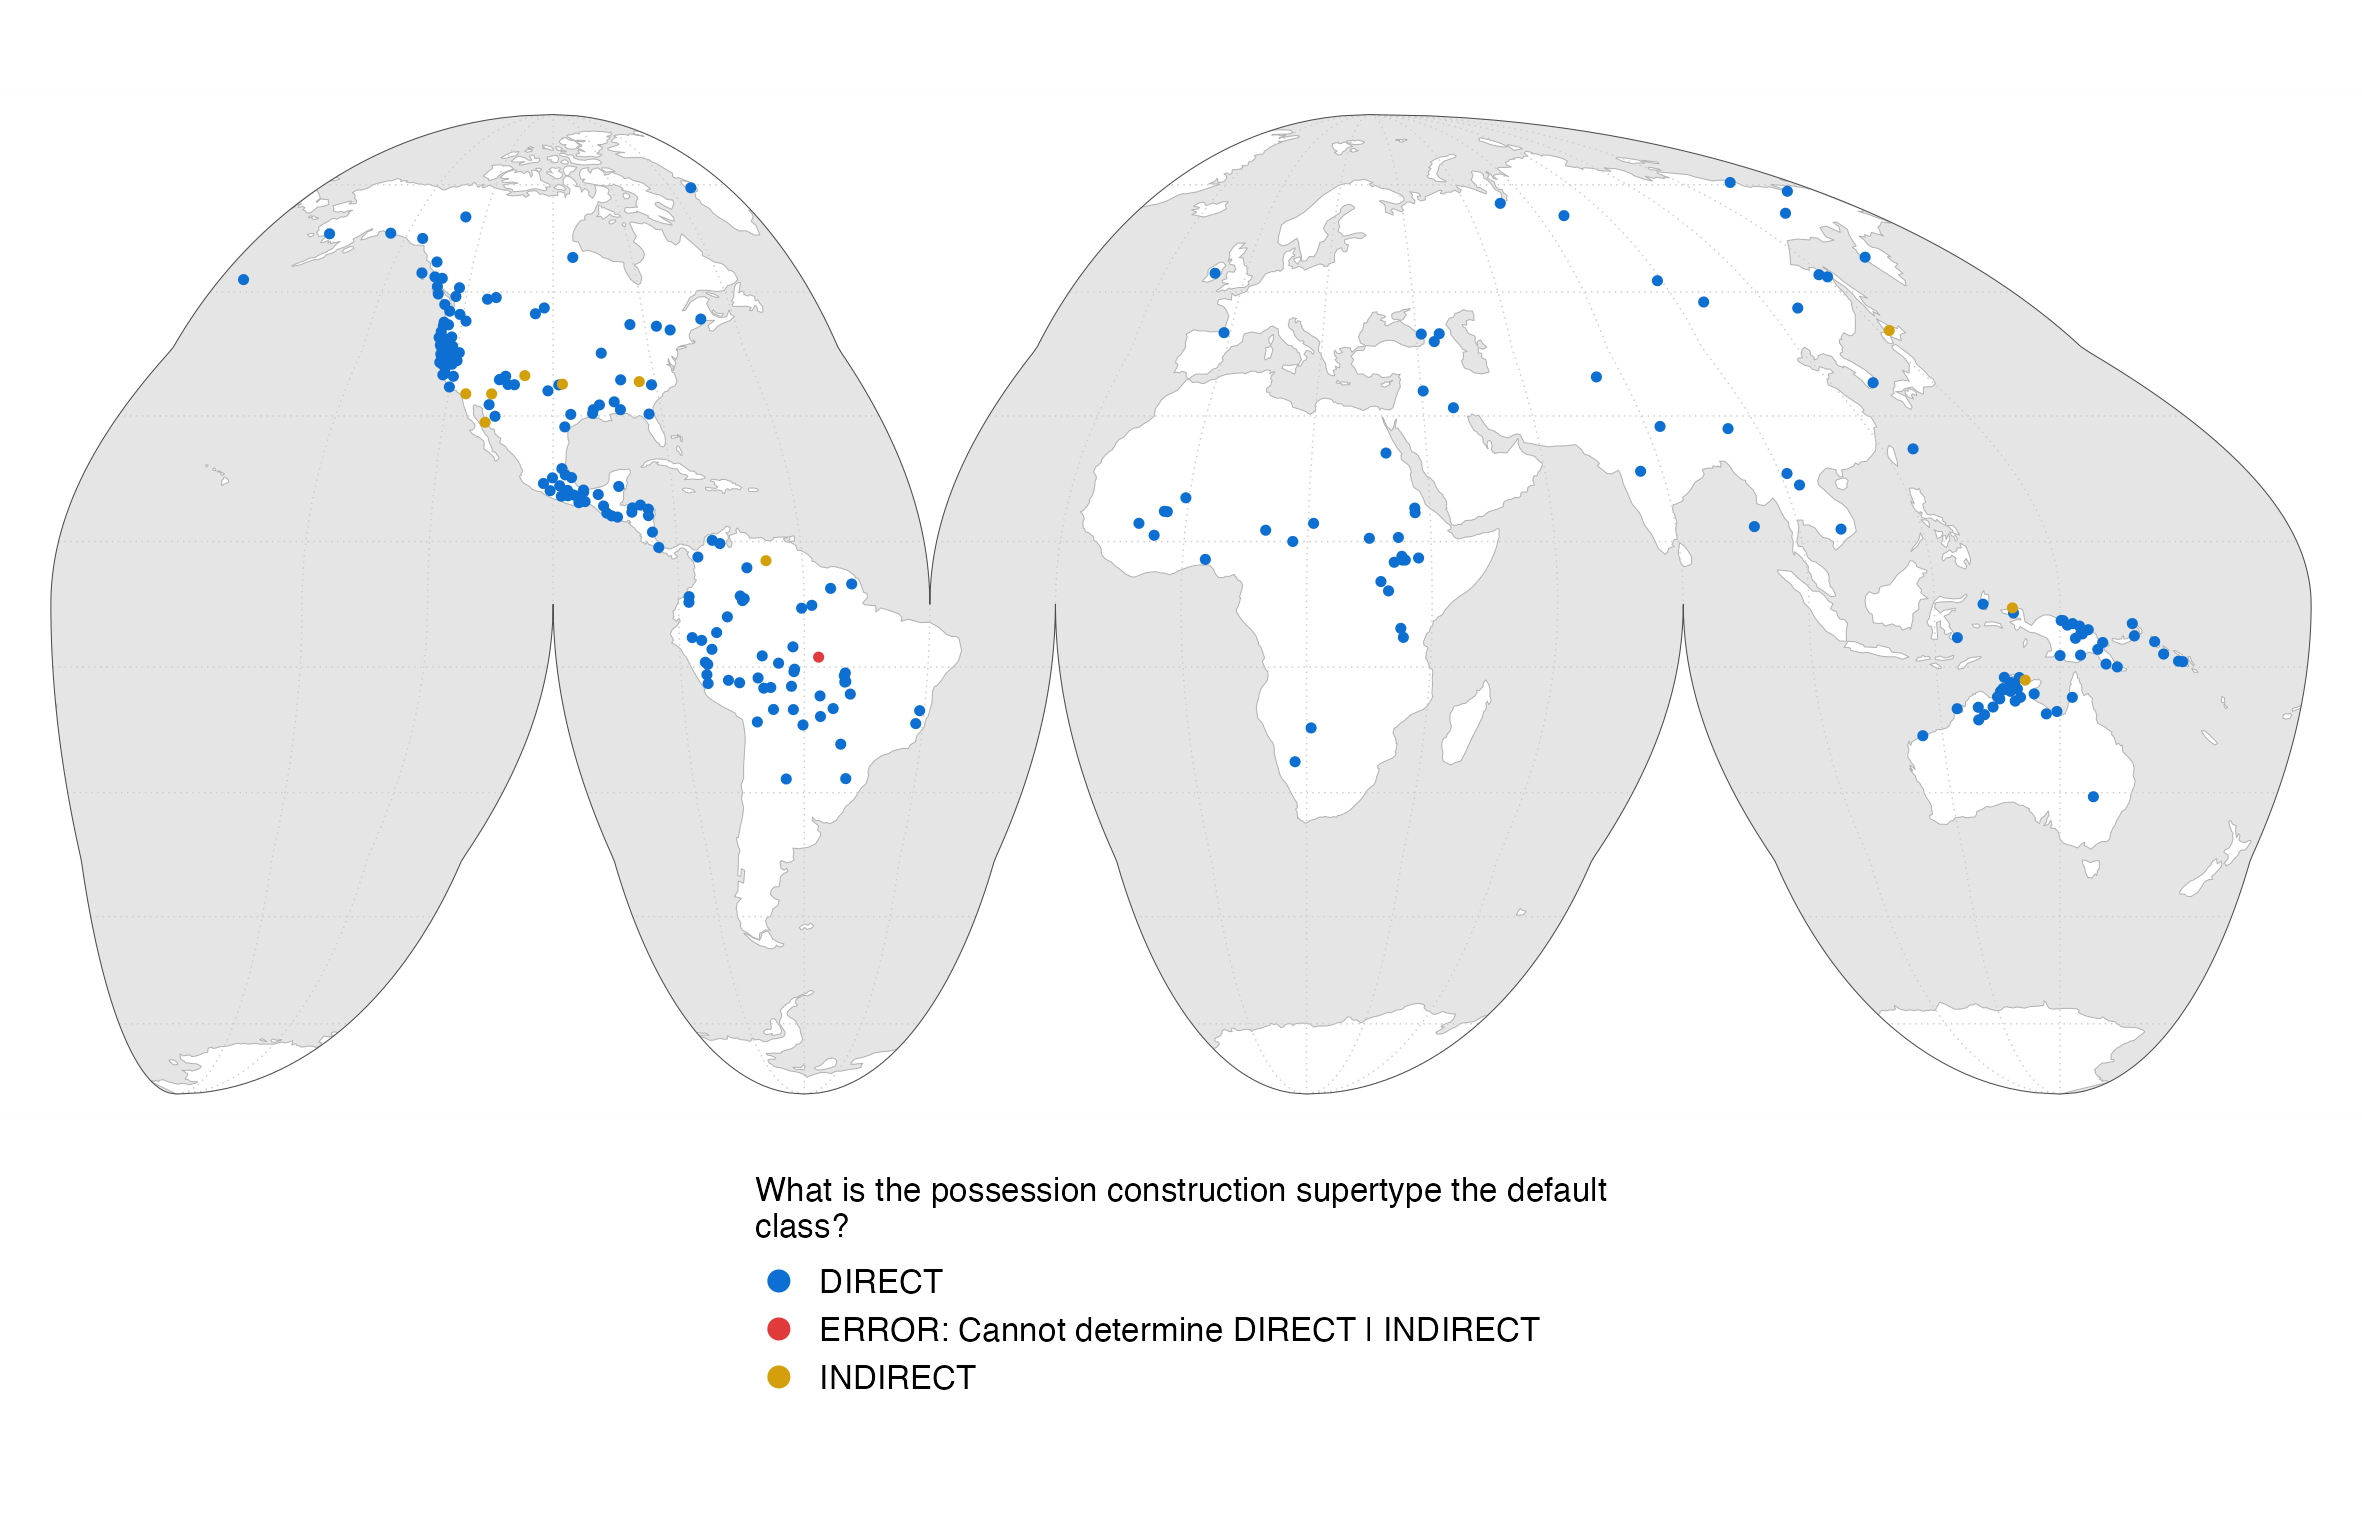 What is the possession construction supertype the default
class?
DIRECT
ERROR: Cannot determine DIRECT | INDIRECT
INDIRECT